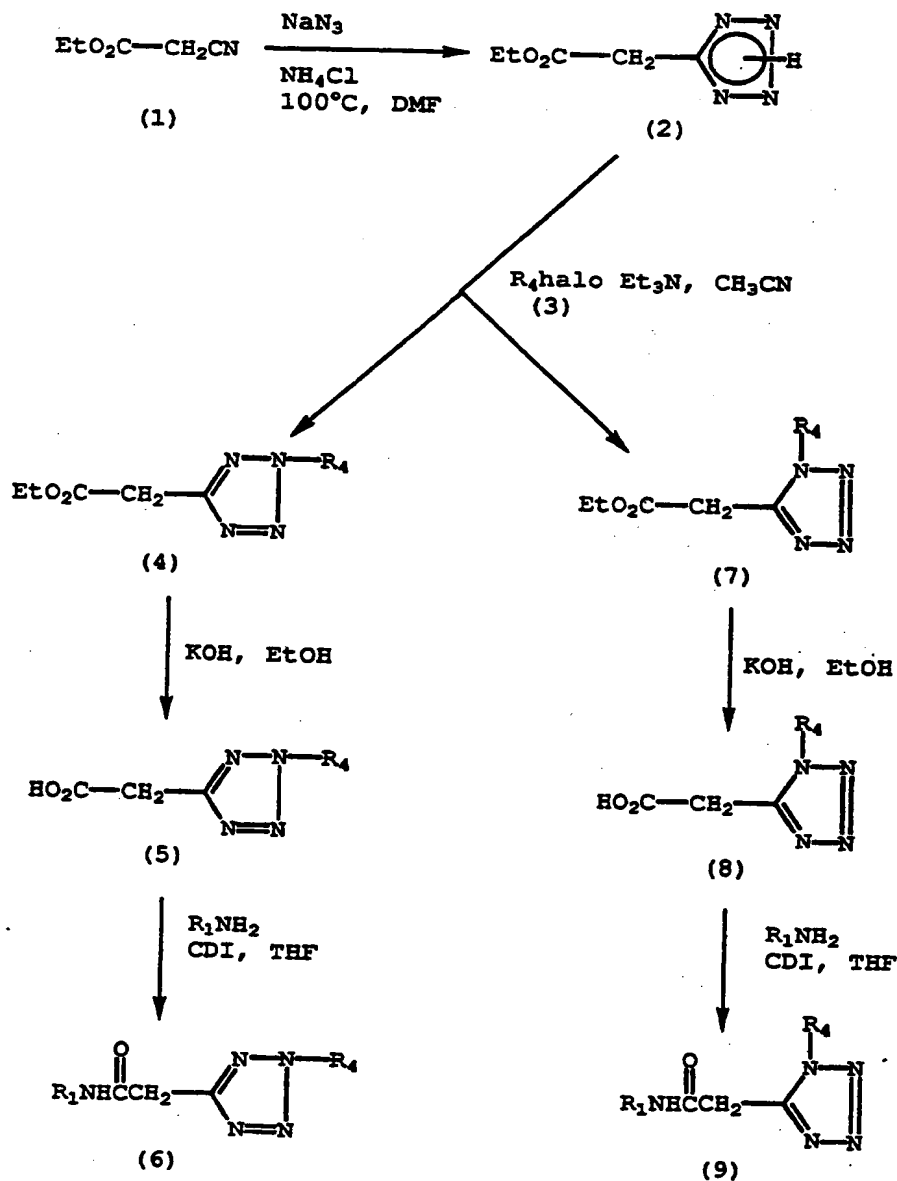 NaN₃
EtO₂C—CH₂CN
NH₄Cl
100°C, DMF
(1)
EtO₂C—CH₂
N N
H
N N
(2)
R₄halo Et₃N, CH₃CN
(3)
EtO₂C—CH₂
N N—R₄
N=N
(4)
R₄
EtO₂C—CH₂
N N
N N
(7)
KOH, EtOH
KOH, EtOH
HO₂C—CH₂
N N—R₄
N=N
(5)
R₄
HO₂C—CH₂
N N
N N
(8)
R₁NH₂
CDI, THF
R₁NH₂
CDI, THF
O
R₁NHCCH₂
N N—R₄
N=N
(6)
R₄
O
R₁NHCCH₂
N N
N N
(9)